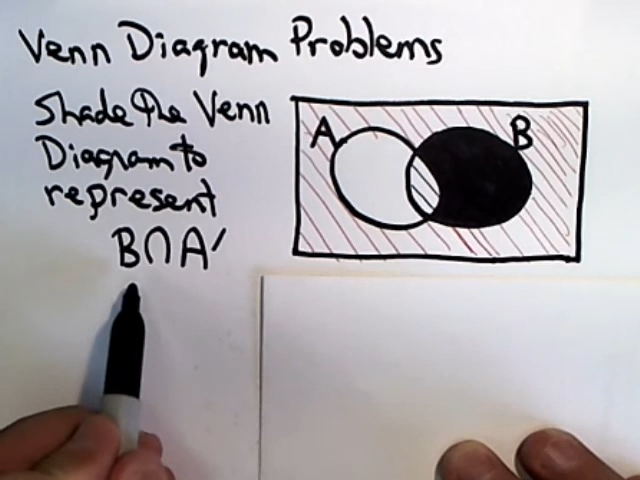 Venn Diagram Problems
Shade the Venn
Diagram to
represent
B∩A′
A
B